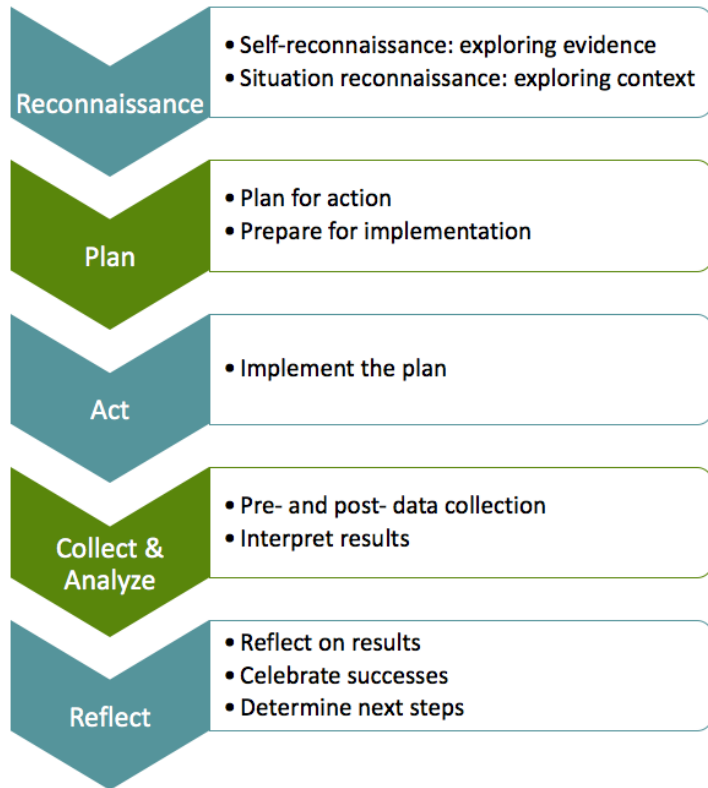 Reconnaissance
• Self-reconnaissance: exploring evidence
• Situation reconnaissance: exploring context
Plan
• Plan for action
• Prepare for implementation
Act
• Implement the plan
Collect &
Analyze
• Pre- and post- data collection
• Interpret results
Reflect
• Reflect on results
• Celebrate successes
• Determine next steps